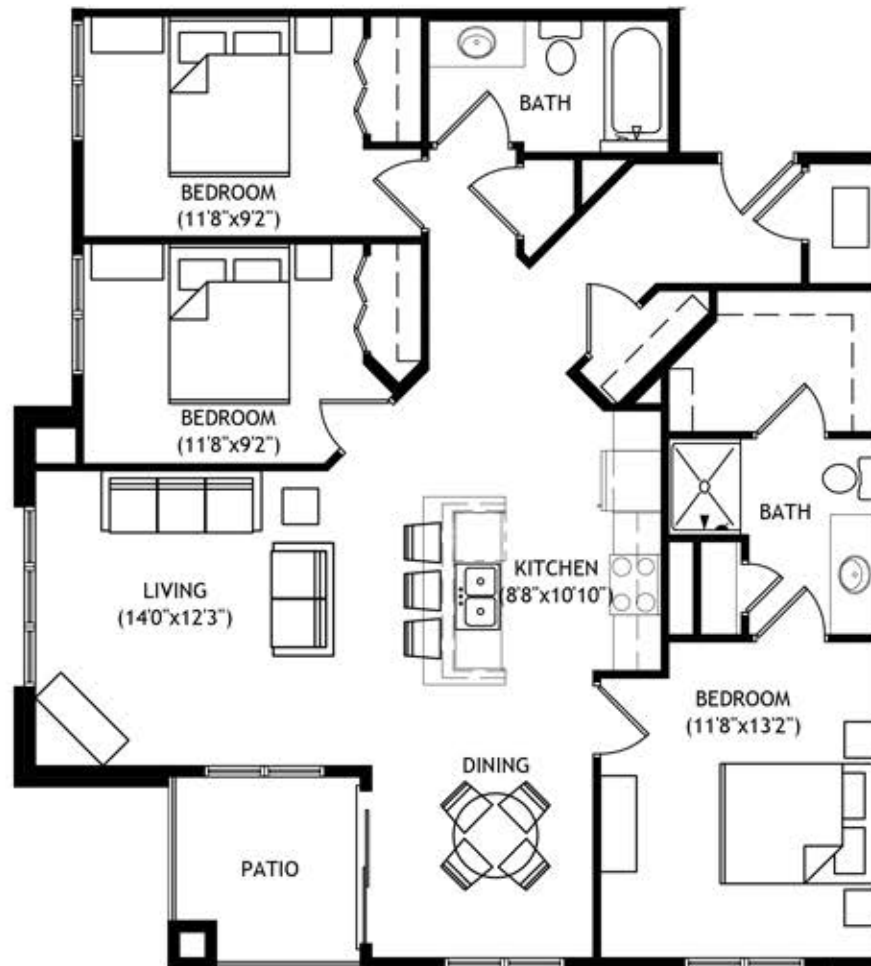 BATH
BEDROOM
(11'8"x9'2")
BEDROOM
(11'8"x9'2")
BATH
KITCHEN
(8'8"x10'10")
LIVING
(14'0"x12'3")
BEDROOM
(11'8"x13'2")
DINING
PATIO